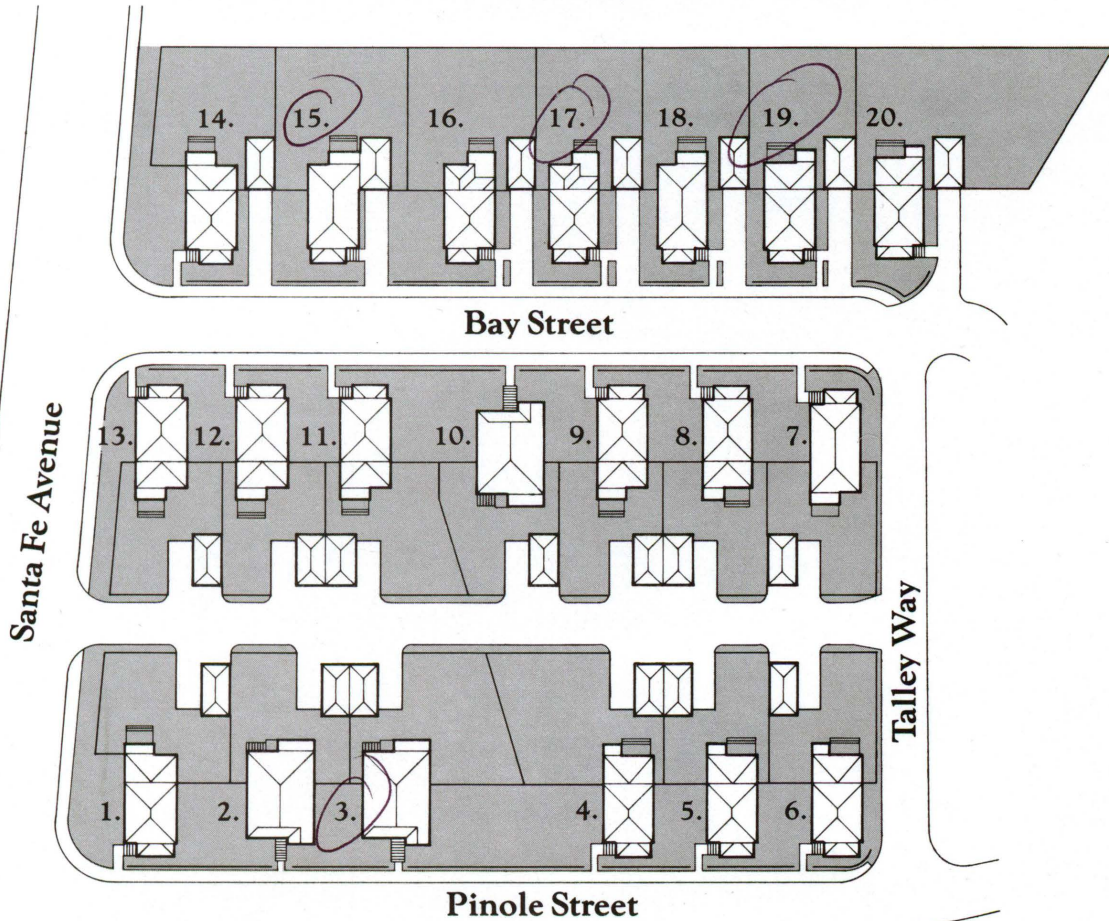 14. 15. 16. 17. 18. 19. 20.
Bay Street
13. 12. 11. 10. 9. 8. 7.
Santa Fe Avenue
Talley Way
1. 2. 3. 4. 5. 6.
Pinole Street